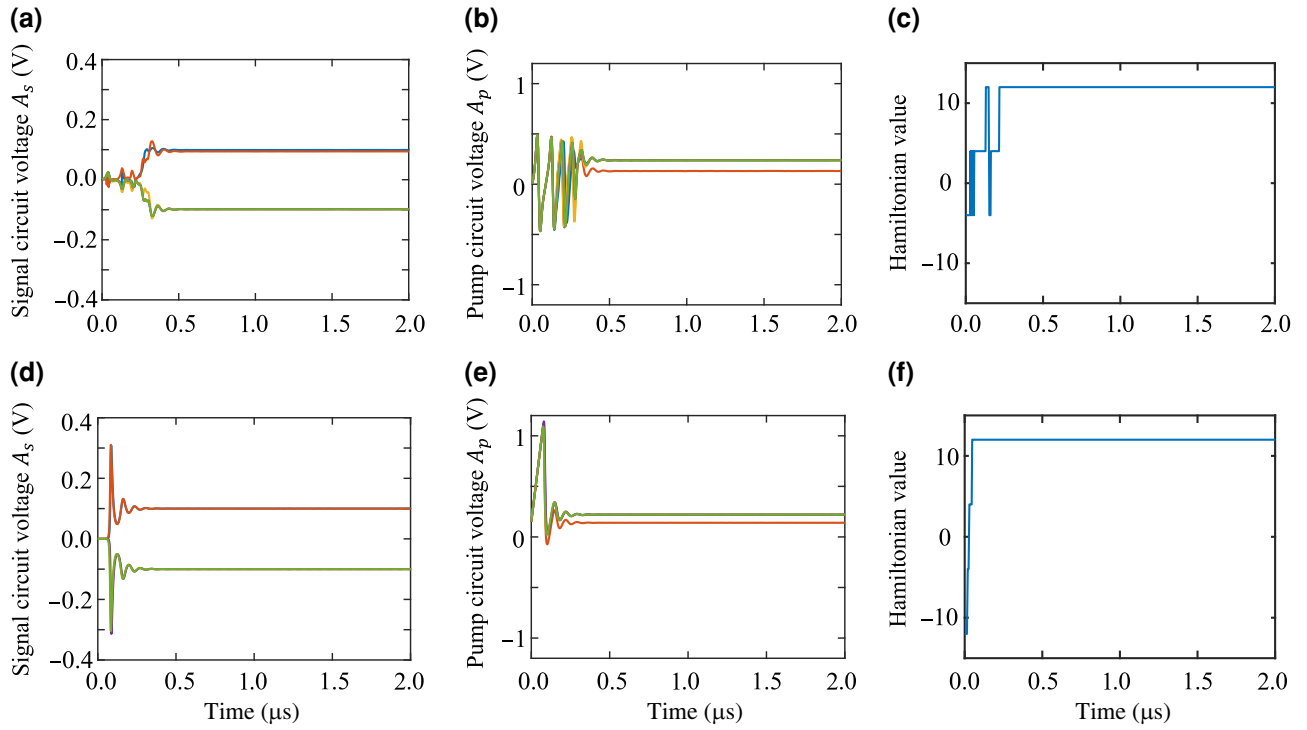 (a)
Signal circuit voltage A_s (V)
0.4
0.2
0.0
−0.2
−0.4
0.0 0.5 1.0 1.5 2.0
(b)
Pump circuit voltage A_p (V)
1
0
−1
0.0 0.5 1.0 1.5 2.0
(c)
Hamiltonian value
10
0
−10
0.0 0.5 1.0 1.5 2.0
(d)
Signal circuit voltage A_s (V)
0.4
0.2
0.0
−0.2
−0.4
0.0 0.5 1.0 1.5 2.0
Time (μs)
(e)
Pump circuit voltage A_p (V)
1
0
−1
0.0 0.5 1.0 1.5 2.0
Time (μs)
(f)
Hamiltonian value
10
0
−10
0.0 0.5 1.0 1.5 2.0
Time (μs)